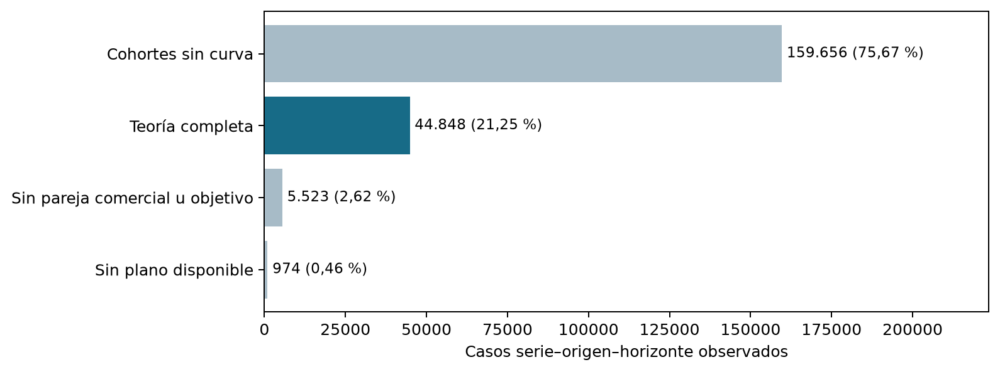 Cohortes sin curva
159.656 (75,67 %)
Teoría completa
44.848 (21,25 %)
Sin pareja comercial u objetivo
5.523 (2,62 %)
Sin plano disponible
974 (0,46 %)
0 25000 50000 75000 100000 125000 150000 175000 200000
Casos serie–origen–horizonte observados